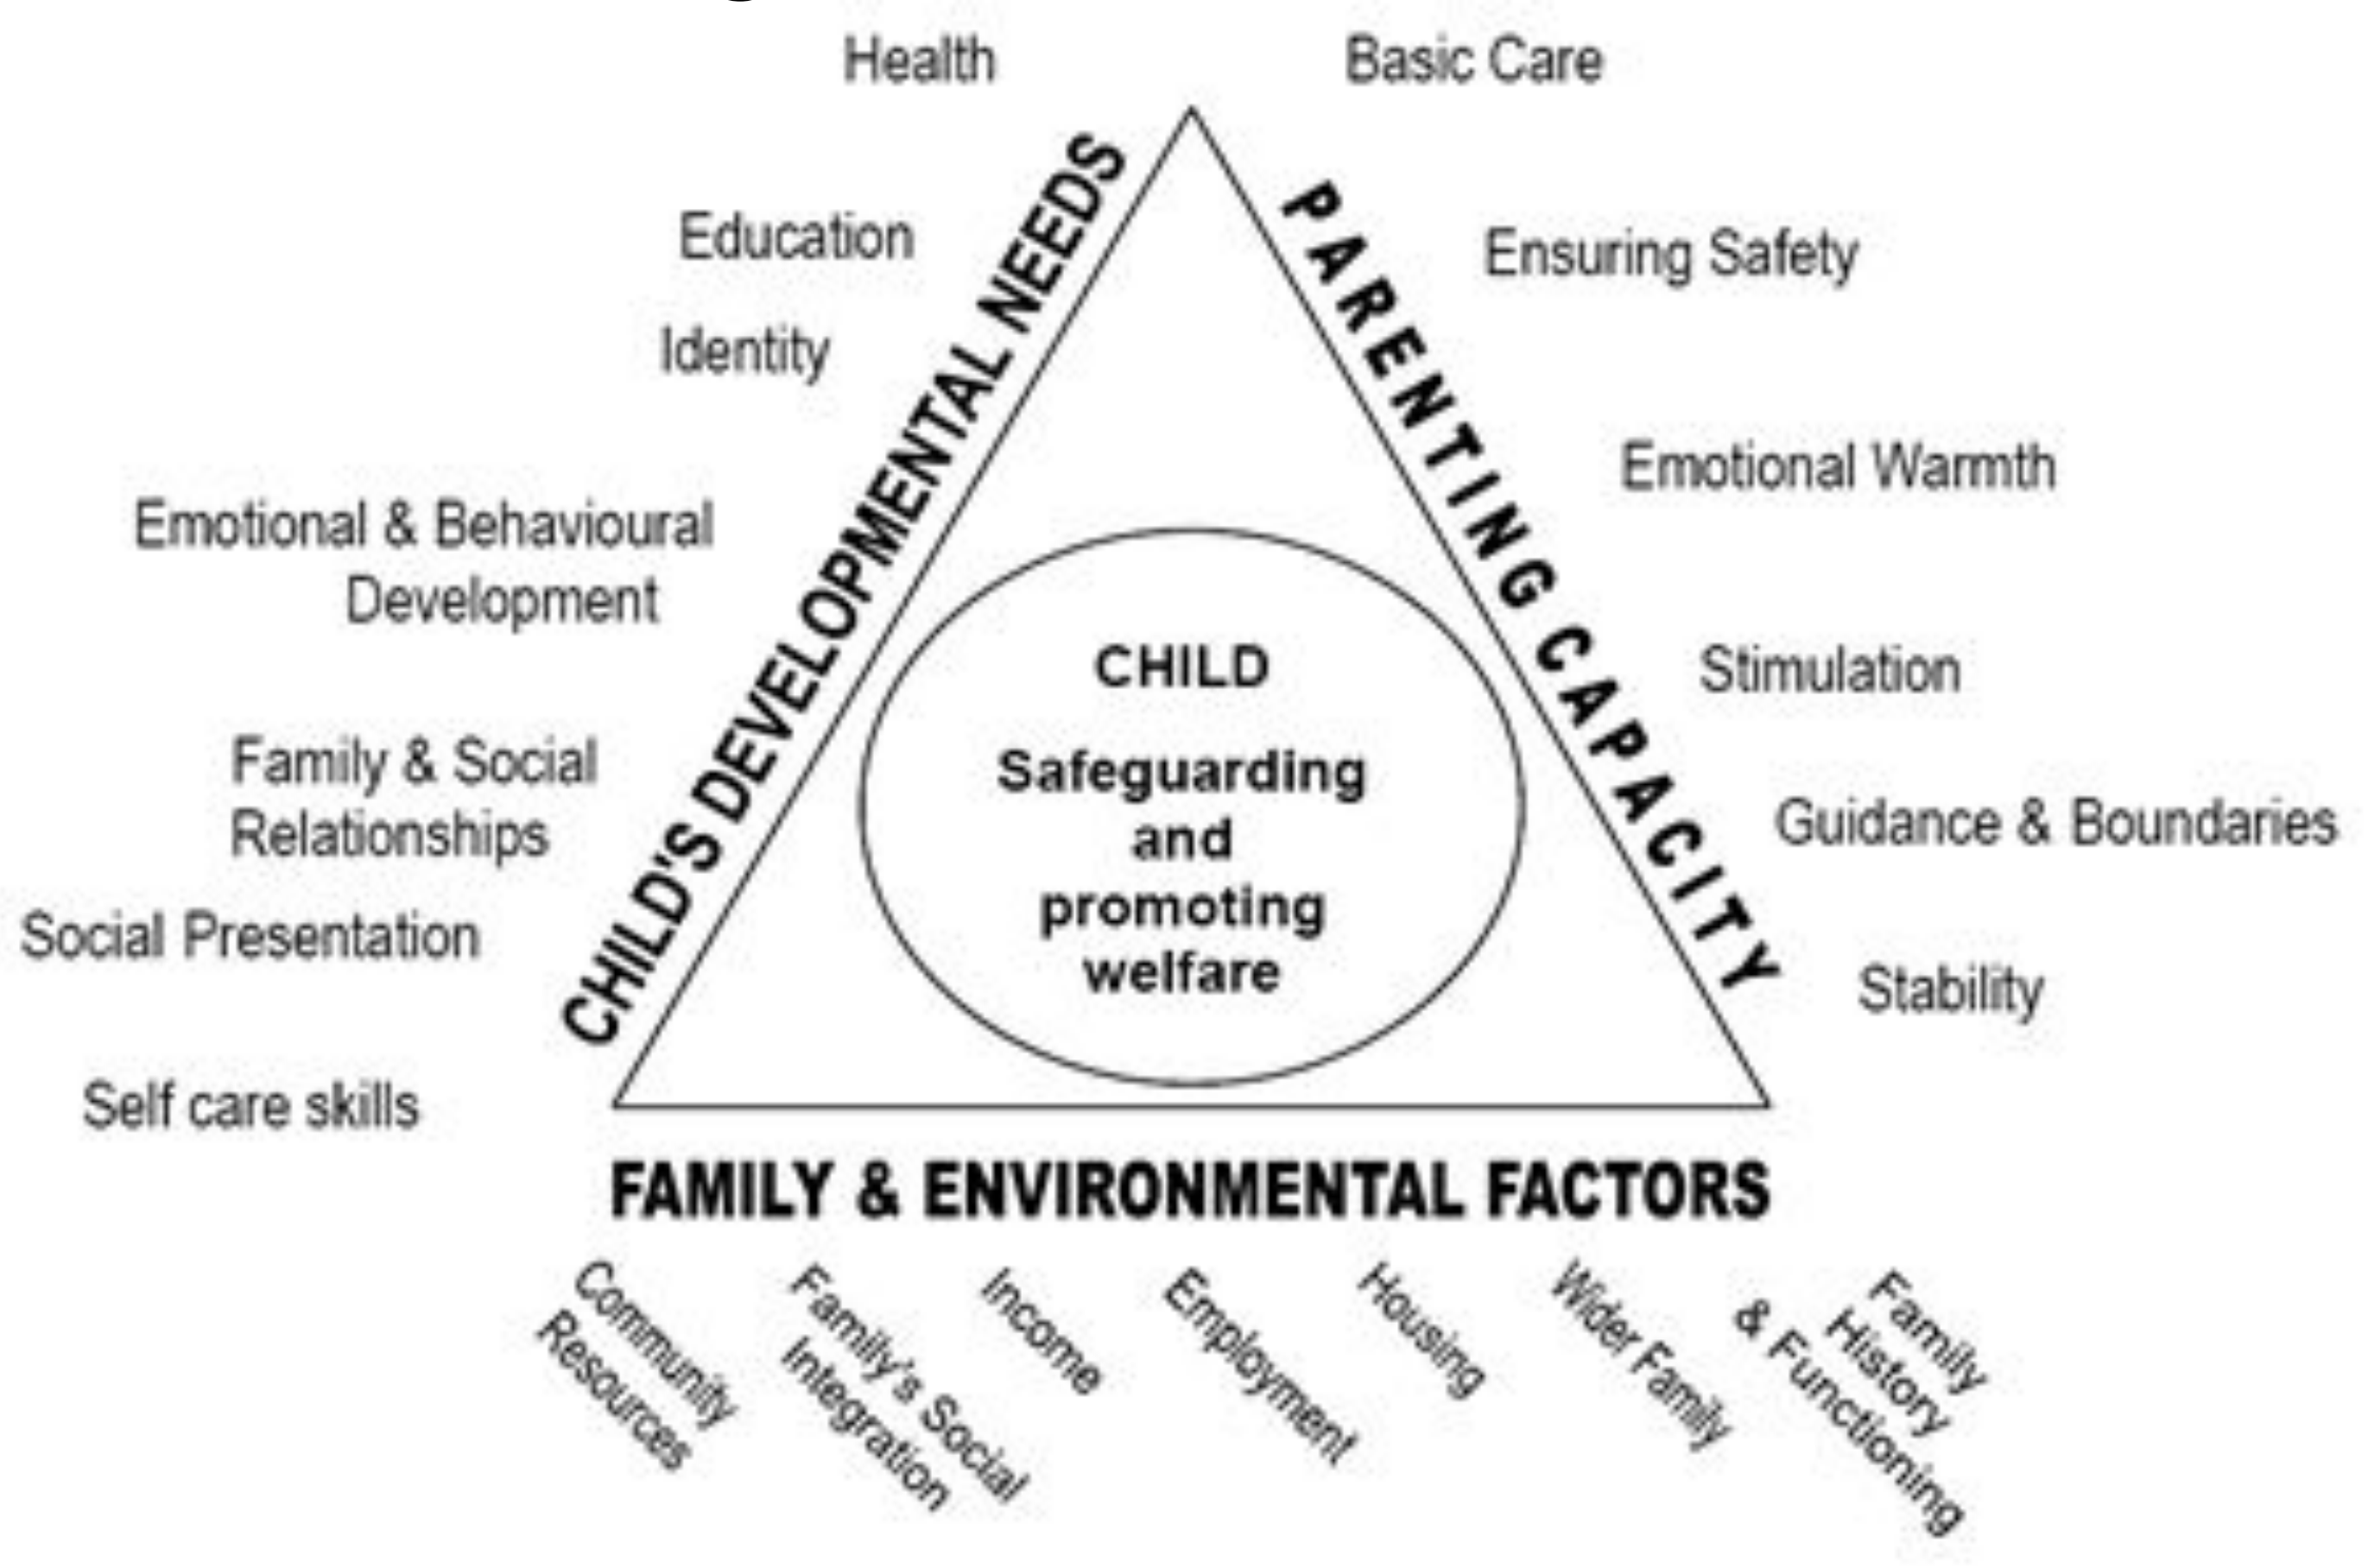 Health
Basic Care
CHILD'S DEVELOPMENTAL NEEDS
PARENTING CAPACITY
Education
Ensuring Safety
Identity
Emotional Warmth
Emotional & Behavioural
Development
Stimulation
Family & Social
Relationships
Guidance & Boundaries
Social Presentation
Stability
Self care skills
CHILD
Safeguarding
and
promoting
welfare
FAMILY & ENVIRONMENTAL FACTORS
Community
Resources
Family's Social
Integration
Income
Employment
Housing
Wider Family
Family
History
& Functioning